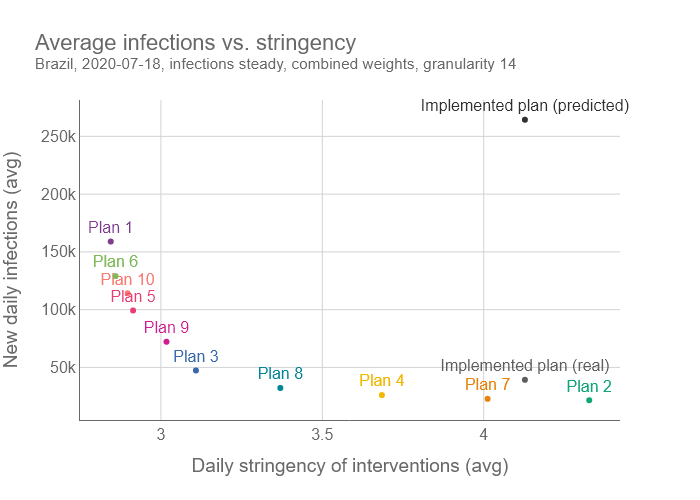 Average infections vs. stringency
Brazil, 2020-07-18, infections steady, combined weights, granularity 14
Implemented plan (predicted)
250k
200k
Plan 1
150k
Plan 6
Plan 10
Plan 5
100k
Plan 9
Plan 3
Implemented plan (real)
50k
Plan 8
Plan 4
Plan 7
Plan 2
3
3.5
4
Daily stringency of interventions (avg)
New daily infections (avg)